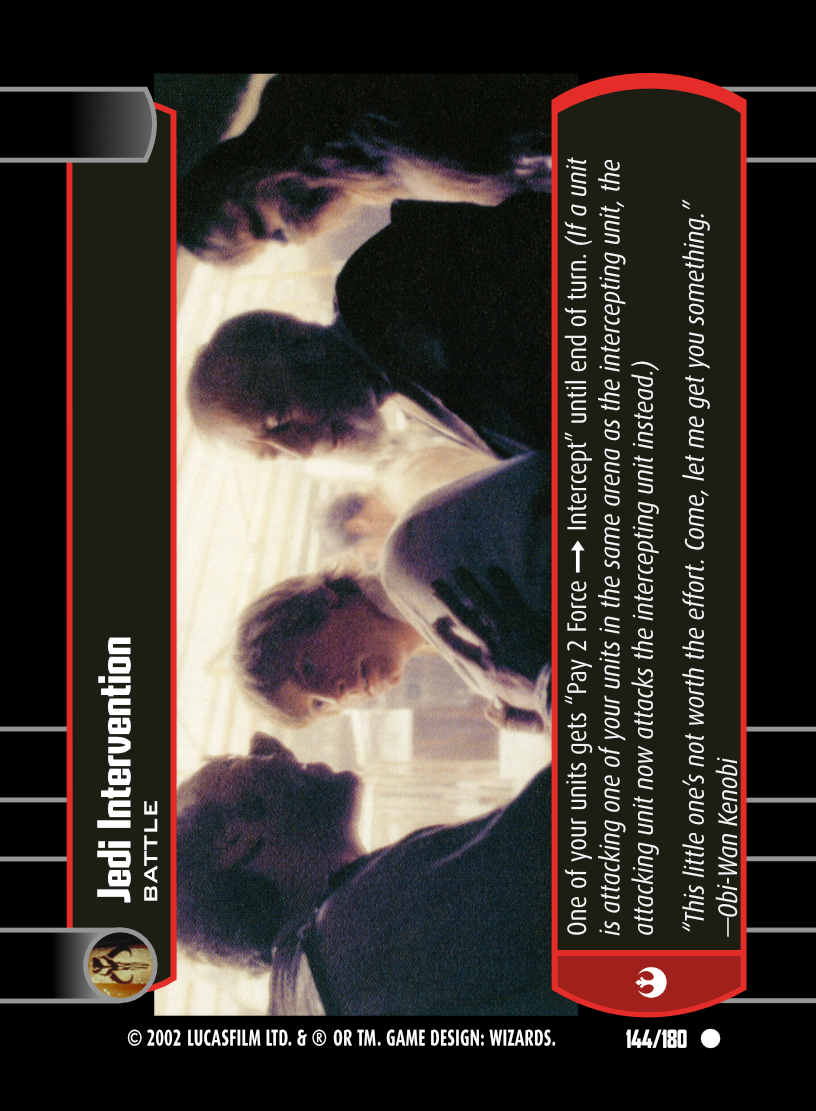 Jedi Intervention
BATTLE
One of your units gets “Pay 2 Force → Intercept” until end of turn. (If a unit
is attacking one of your units in the same arena as the intercepting unit, the
attacking unit now attacks the intercepting unit instead.)
“This little one’s not worth the effort. Come, let me get you something.”
—Obi-Wan Kenobi
© 2002 LUCASFILM LTD. & ® OR TM. GAME DESIGN: WIZARDS.
144/180